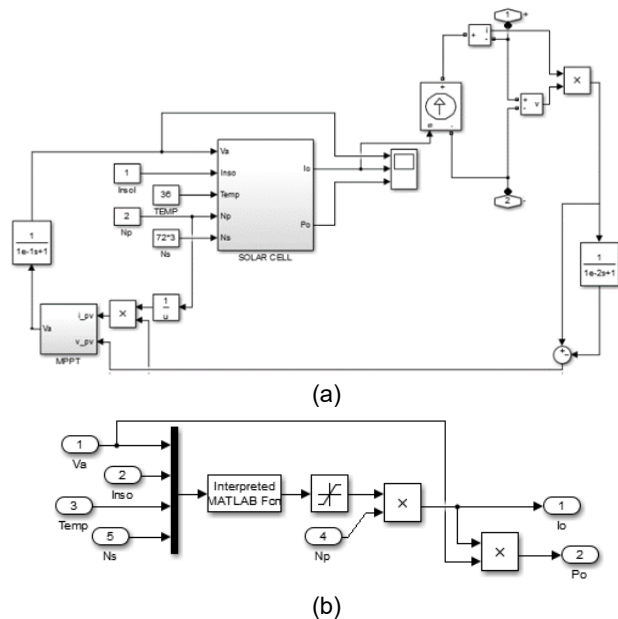 1 +
+ i
-
+
-
v
×
+
-
Va
Inso
Temp
Np
Ns
Io
Po
SOLAR CELL
1
Irsol
36
TEMP
2
Np
72*3
Ns
2 -
1
1e-1s+1
1
1e-2s+1
1
u
×
Va
i_pv
v_pv
MPPT
+
-
(a)
1
Va
2
Inso
3
Temp
5
Ns
Interpreted
MATLAB Fcn
×
4
Np
×
1
Io
2
Po
(b)